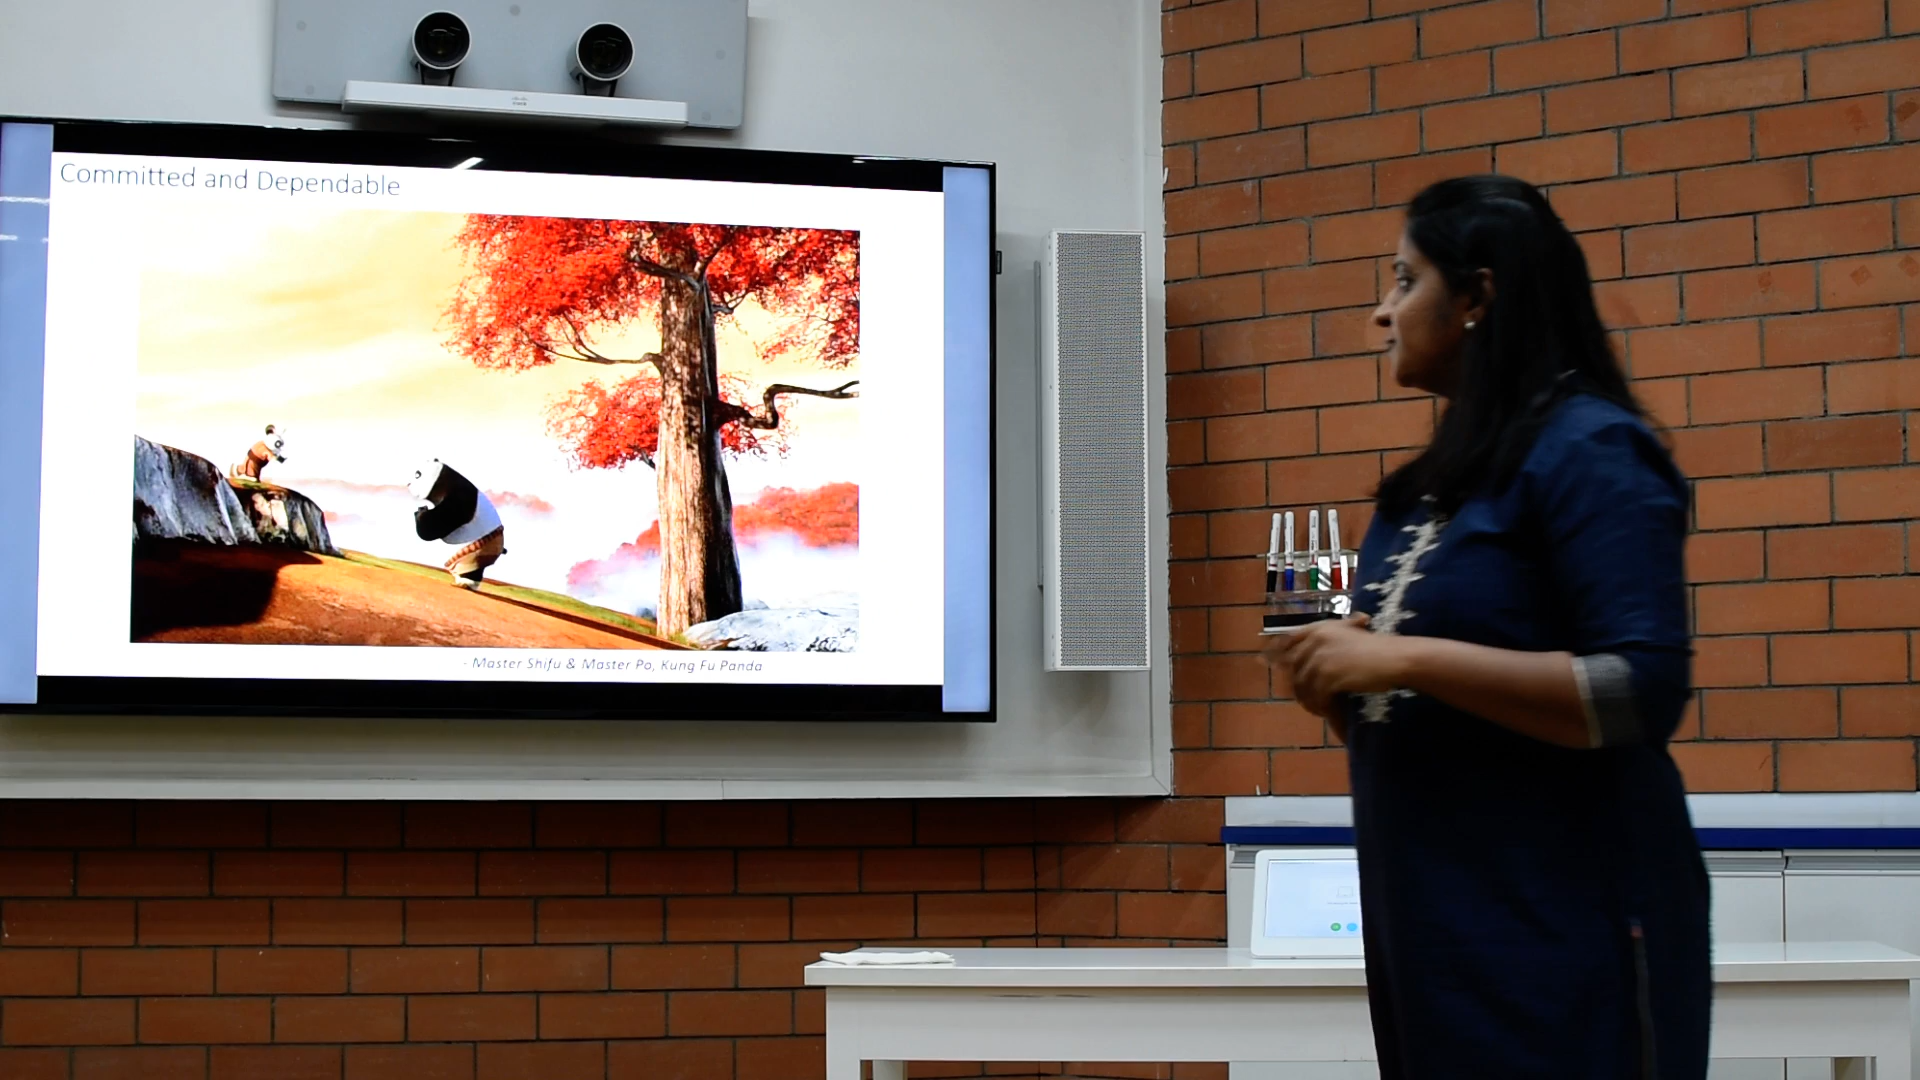 Committed and Dependable
- Master Shifu & Master Po, Kung Fu Panda